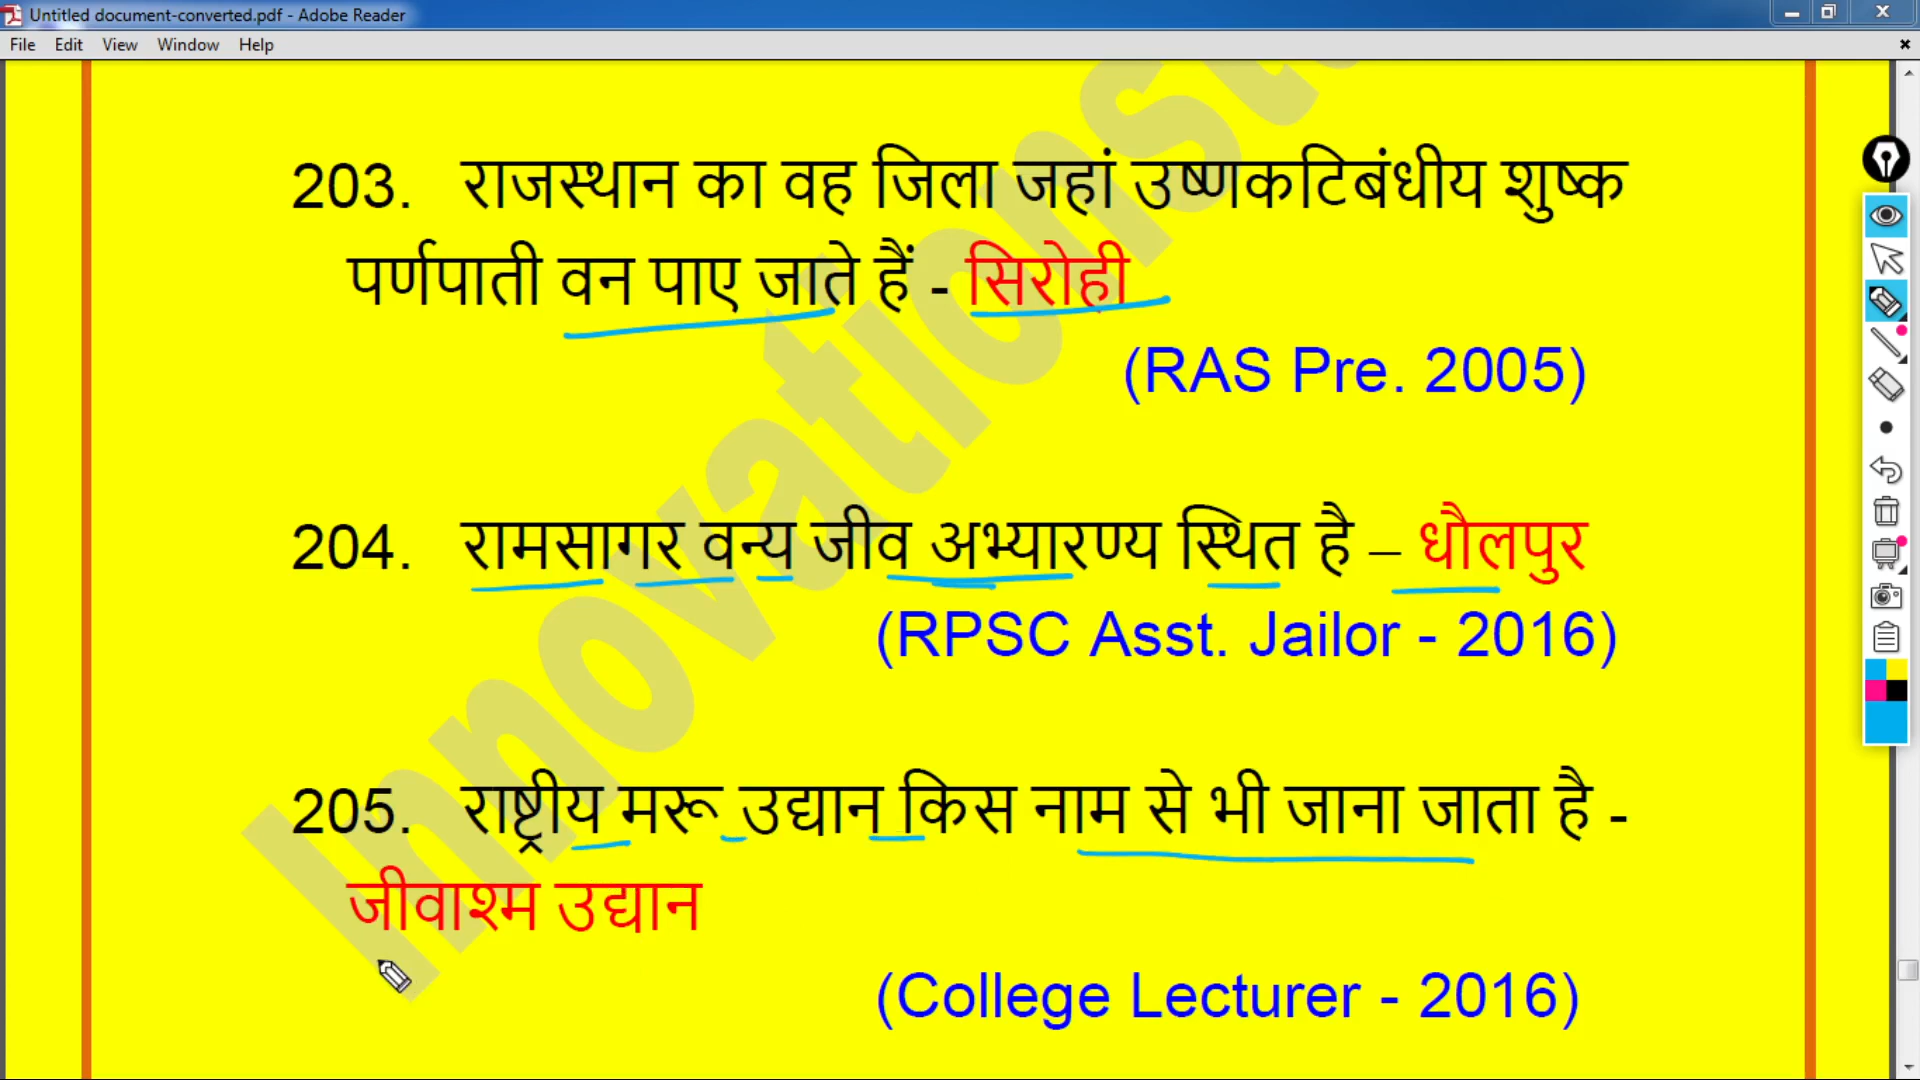 Untitled document-converted.pdf - Adobe Reader
File Edit View Window Help
203. राजस्थान का वह जिला जहां उष्णकटिबंधीय शुष्क
पर्णपाती वन पाए जाते हैं - सिरोही
(RAS Pre. 2005)
204. रामसागर वन्य जीव अभ्यारण्य स्थित है – धौलपुर
(RPSC Asst. Jailor - 2016)
205. राष्ट्रीय मरू उद्यान किस नाम से भी जाना जाता है -
जीवाश्म उद्यान
(College Lecturer - 2016)
Innovationst